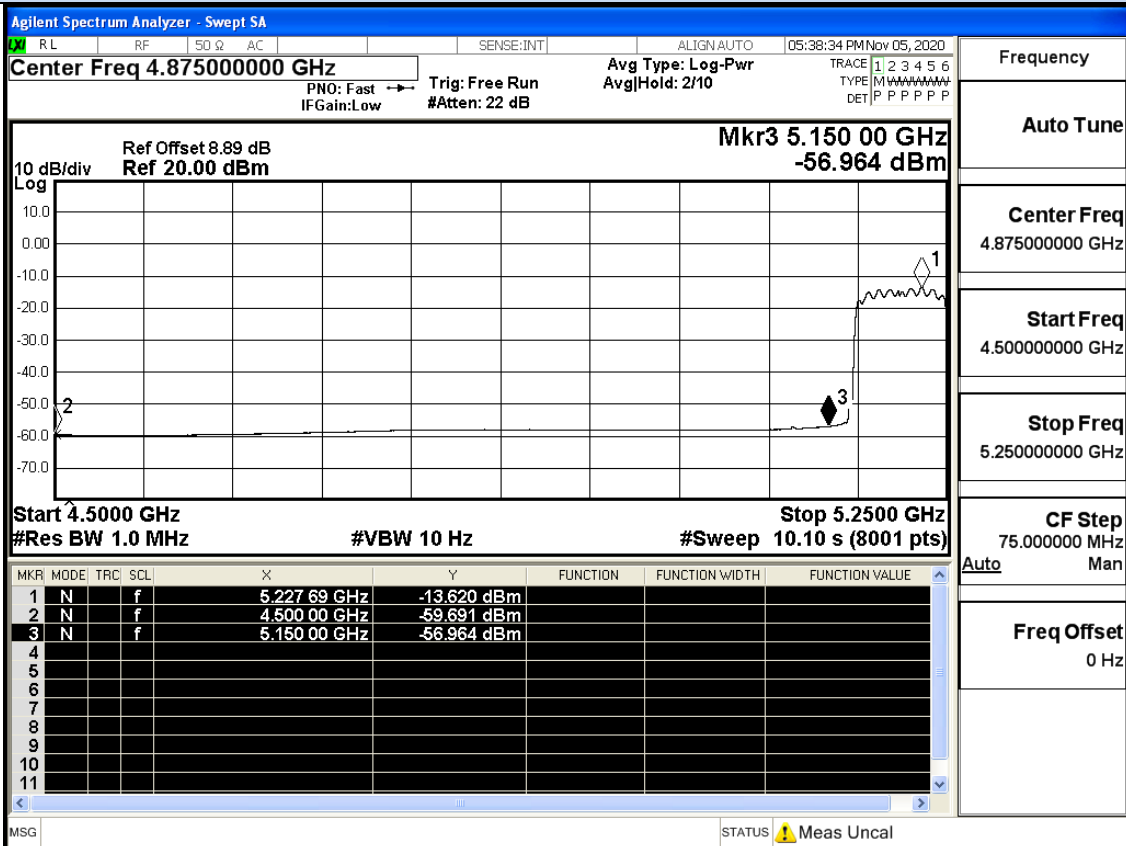 Agilent Spectrum Analyzer - Swept SA
LXI RL RF 50 Ω AC SENSE:INT ALIGN AUTO 05:38:34 PM Nov 05, 2020
Center Freq 4.875000000 GHz
PNO: Fast
IFGain:Low
Trig: Free Run
#Atten: 22 dB
Avg Type: Log-Pwr
Avg|Hold: 2/10
TRACE 1 2 3 4 5 6
TYPE MWWWWW
DET P P P P P P
Ref Offset 8.89 dB
10 dB/div Ref 20.00 dBm
Log
Mkr3 5.150 00 GHz
-56.964 dBm
10.0
0.00
-10.0
-20.0
-30.0
-40.0
-50.0
-60.0
-70.0
1
2
3
Start 4.5000 GHz Stop 5.2500 GHz
#Res BW 1.0 MHz #VBW 10 Hz #Sweep 10.10 s (8001 pts)
MKR MODE TRC SCL X Y FUNCTION FUNCTION WIDTH FUNCTION VALUE
1 N f 5.227 69 GHz -13.620 dBm
2 N f 4.500 00 GHz -59.691 dBm
3 N f 5.150 00 GHz -56.964 dBm
4
5
6
7
8
9
10
11
MSG STATUS Meas Uncal
Frequency
Auto Tune
Center Freq
4.875000000 GHz
Start Freq
4.500000000 GHz
Stop Freq
5.250000000 GHz
CF Step
75.000000 MHz
Auto Man
Freq Offset
0 Hz